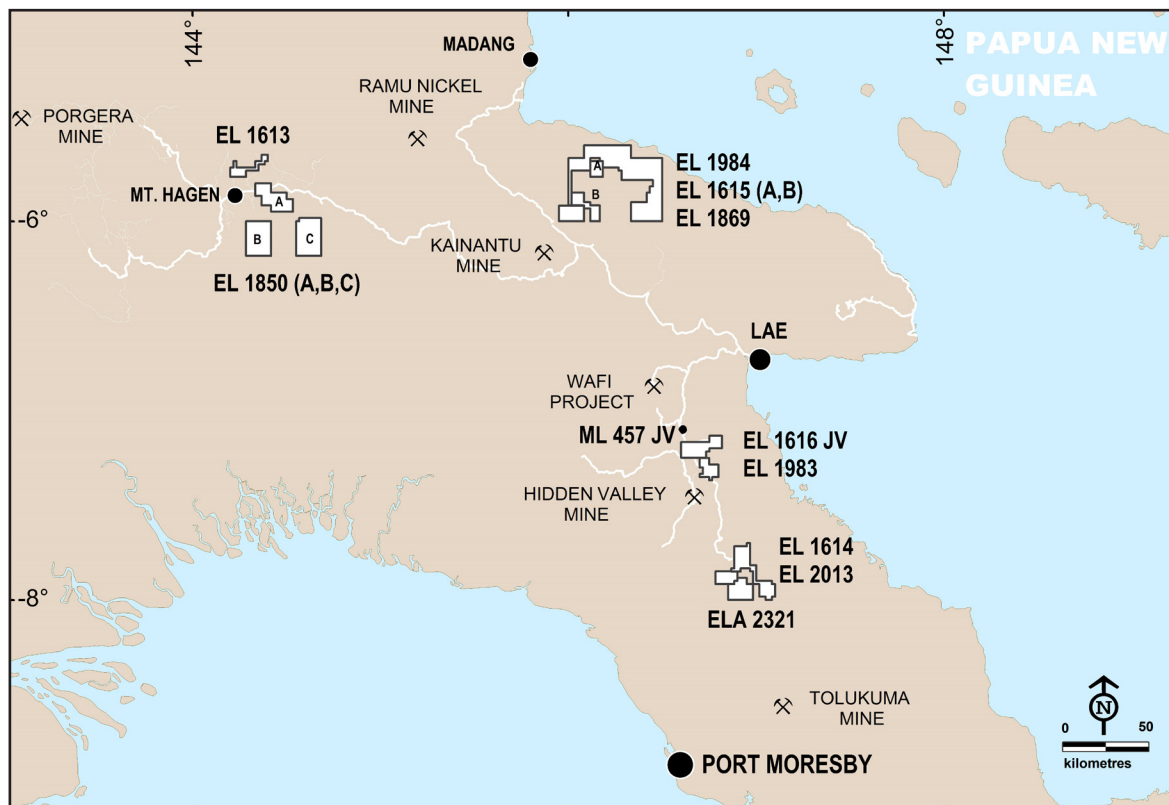 144°
148°
PAPUA NEW
GUINEA
MADANG
RAMU NICKEL
MINE
PORGERA
MINE
EL 1613
MT. HAGEN
A
B
C
EL 1850 (A,B,C)
-6°
A
B
EL 1984
EL 1615 (A,B)
EL 1869
KAINANTU
MINE
LAE
WAFI
PROJECT
ML 457 JV
EL 1616 JV
EL 1983
HIDDEN VALLEY
MINE
EL 1614
EL 2013
ELA 2321
-8°
TOLUKUMA
MINE
PORT MORESBY
N
0 50
kilometres